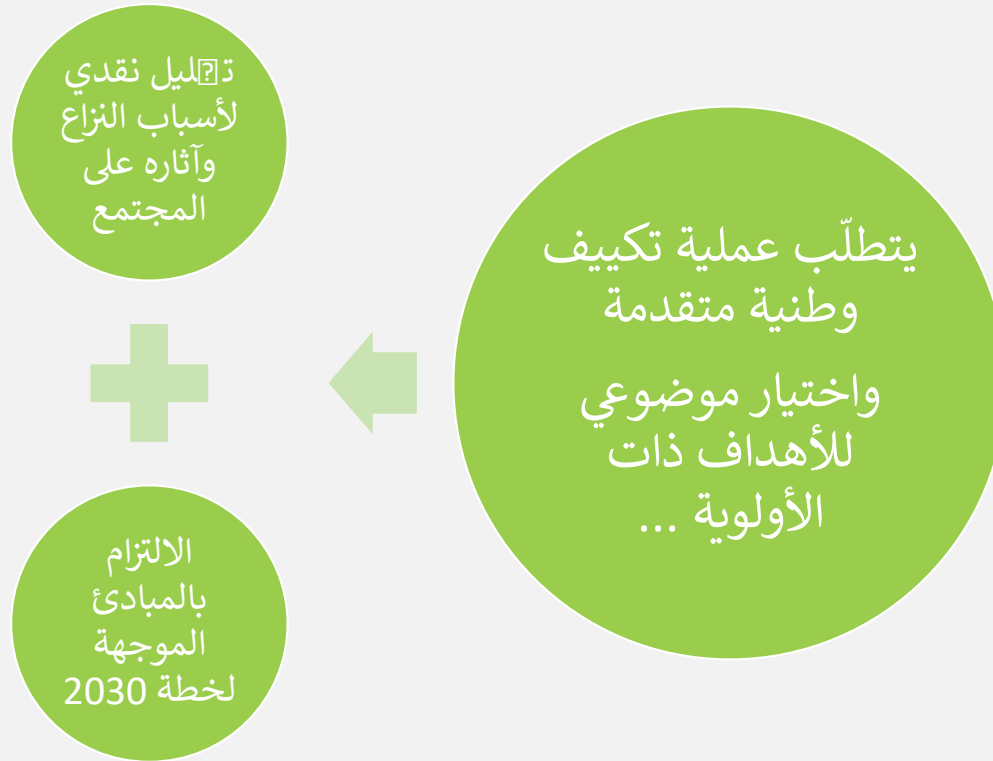 يتطلّب عملية تكييف
وطنية متقدمة
واختيار موضوعي
للأهداف ذات
الأولوية ...
نقدي
لأسباب النزاع
وآثاره على
المجتمع
الالتزام
بالمبادئ
الموجهة
لخطة 2030